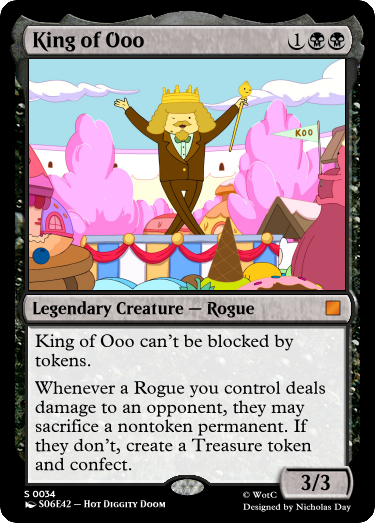 King of Ooo 1
KOO
Legendary Creature — Rogue
King of Ooo can't be blocked by
tokens.
Whenever a Rogue you control deals
damage to an opponent, they may
sacrifice a nontoken permanent. If
they don't, create a Treasure token
and confect.
3/3
S 0034
S06E42 – Hot Diggity Doom
© WotC
Designed by Nicholas Day